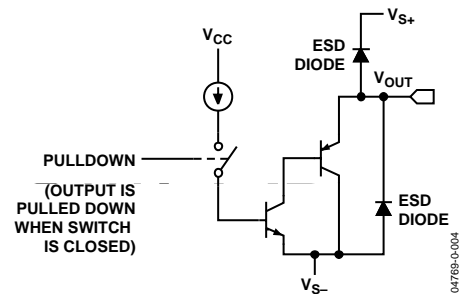 VS+
VCC
ESD
DIODE
VOUT
PULLDOWN
(OUTPUT IS
PULLED DOWN
WHEN SWITCH
IS CLOSED)
ESD
DIODE
VS–
04769-0-004